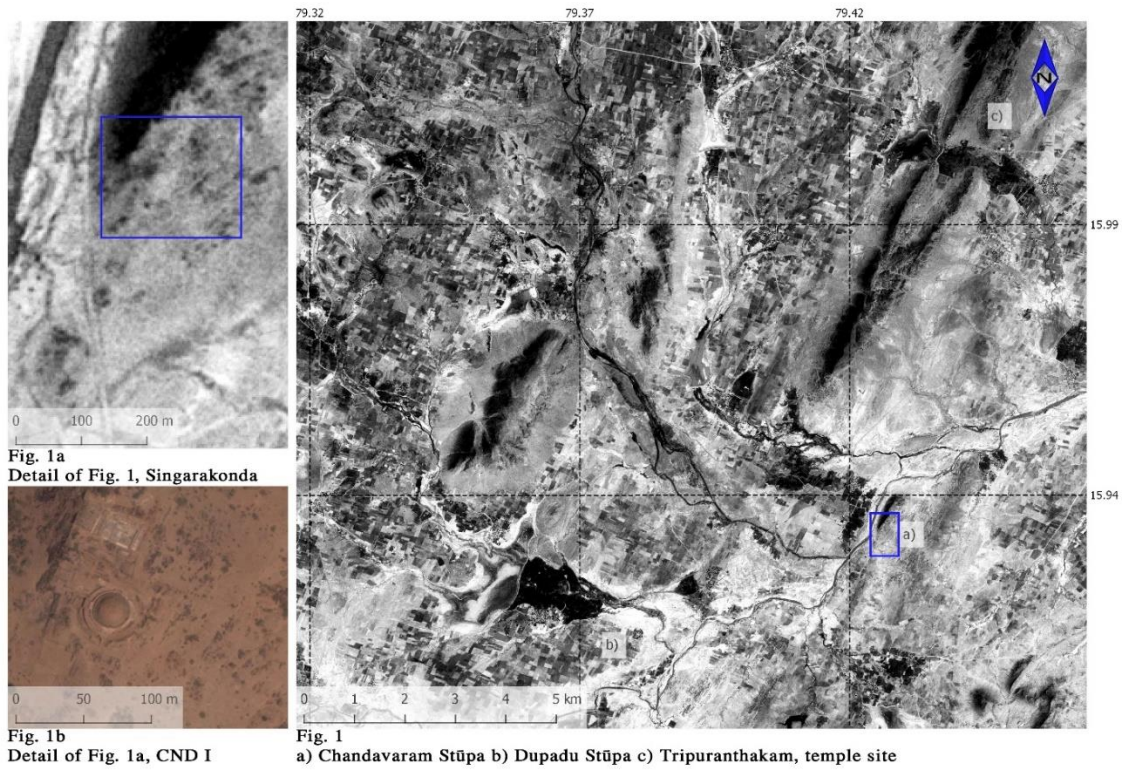 79.32 79.37 79.42
N
c)
15.99
0 100 200 m
Fig. 1a
Detail of Fig. 1, Singarakonda
15.94
a)
b)
0 50 100 m
0 1 2 3 4 5 km
Fig. 1b
Detail of Fig. 1a, CND I
Fig. 1
a) Chandavaram Stūpa b) Dupadu Stūpa c) Tripuranthakam, temple site